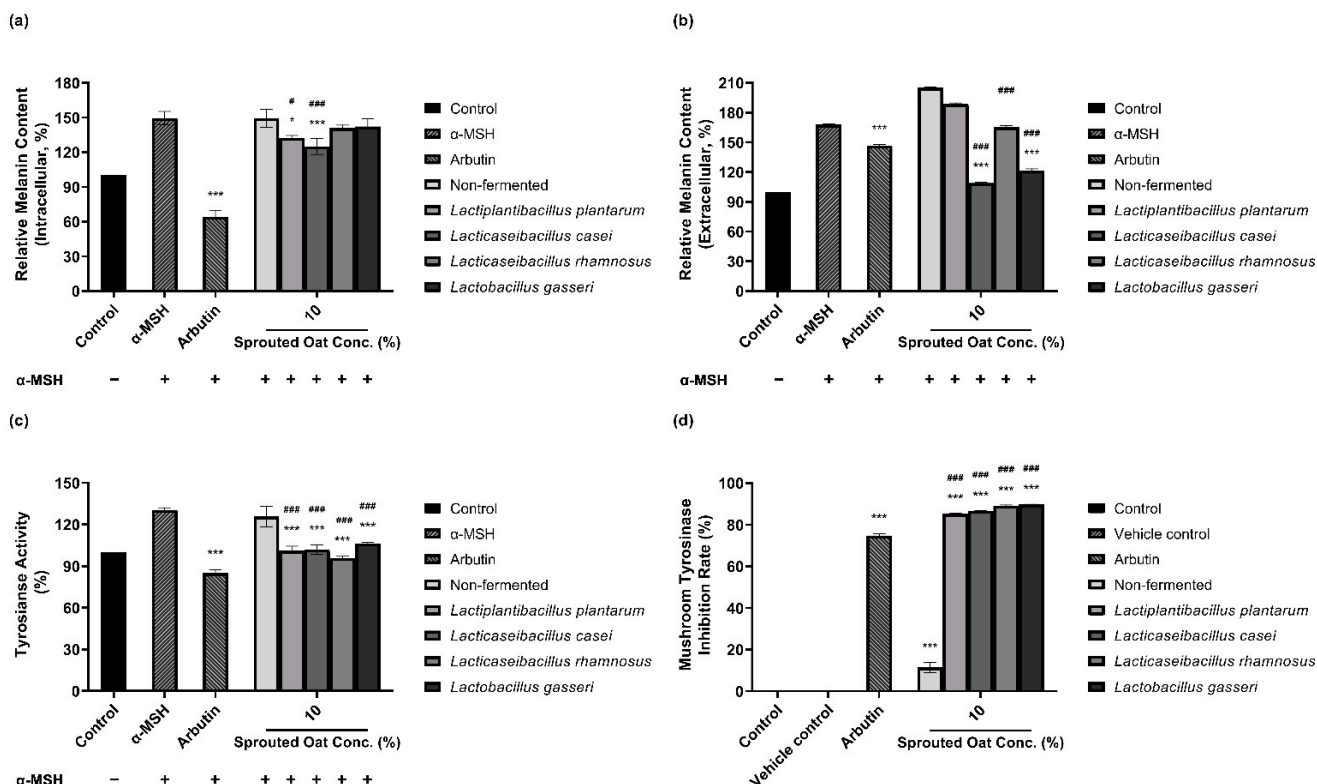 (a)
Relative Melanin Content
(Intracellular, %)
180
150
120
90
60
30
0
***
#
*
###
***
Control
α-MSH
Arbutin
10
Sprouted Oat Conc. (%)
α-MSH
– + + + + + + +
Control
α-MSH
Arbutin
Non-fermented
Lactiplantibacillus plantarum
Lacticaseibacillus casei
Lacticaseibacillus rhamnosus
Lactobacillus gasseri
(b)
Relative Melanin Content
(Extracellular, %)
210
180
150
120
90
60
30
0
***
###
***
###
###
***
Control
α-MSH
Arbutin
10
Sprouted Oat Conc. (%)
α-MSH
– + + + + + + +
Control
α-MSH
Arbutin
Non-fermented
Lactiplantibacillus plantarum
Lacticaseibacillus casei
Lacticaseibacillus rhamnosus
Lactobacillus gasseri
(c)
Tyrosianse Activity
(%)
150
120
90
60
30
0
***
###
***
###
***
###
***
###
***
Control
α-MSH
Arbutin
10
Sprouted Oat Conc. (%)
α-MSH
– + + + + + + +
Control
α-MSH
Arbutin
Non-fermented
Lactiplantibacillus plantarum
Lacticaseibacillus casei
Lacticaseibacillus rhamnosus
Lactobacillus gasseri
(d)
Mushroom Tyrosinase
Inhibition Rate (%)
100
80
60
40
20
0
***
***
###
***
###
***
###
***
###
***
Control
Vehicle control
Arbutin
10
Sprouted Oat Conc. (%)
Control
Vehicle control
Arbutin
Non-fermented
Lactiplantibacillus plantarum
Lacticaseibacillus casei
Lacticaseibacillus rhamnosus
Lactobacillus gasseri